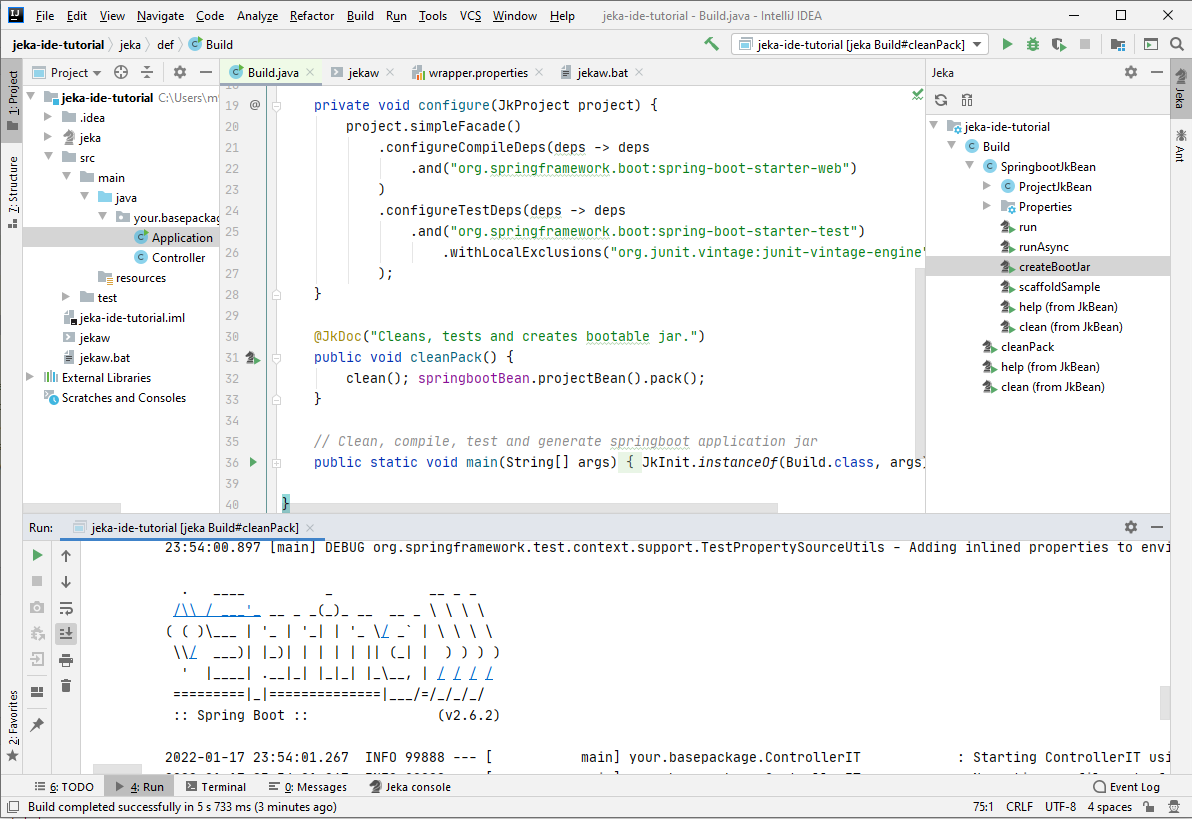 File Edit View Navigate Code Analyze Refactor Build Run Tools VCS Window Help jeka-ide-tutorial - Build.java - IntelliJ IDEA
jeka-ide-tutorial jeka def Build
jeka-ide-tutorial [jeka Build#cleanPack]
1: Project
7: Structure
2: Favorites
Project
jeka-ide-tutorial C:\Users\m
.idea
jeka
src
main
java
your.basepackag
Application
Controller
resources
test
jeka-ide-tutorial.iml
jekaw
jekaw.bat
External Libraries
Scratches and Consoles
Build.java jekaw wrapper.properties jekaw.bat
18
19 @ private void configure(JkProject project) {
20 project.simpleFacade()
21 .configureCompileDeps(deps -> deps
22 .and("org.springframework.boot:spring-boot-starter-web")
23 )
24 .configureTestDeps(deps -> deps
25 .and("org.springframework.boot:spring-boot-starter-test")
26 .withLocalExclusions("org.junit.vintage:junit-vintage-engine"
27 );
28 }
29
30 @JkDoc("Cleans, tests and creates bootable jar.")
31 public void cleanPack() {
32 clean(); springbootBean.projectBean().pack();
33 }
34
35 // Clean, compile, test and generate springboot application jar
36 public static void main(String[] args) { JkInit.instanceOf(Build.class, args)
39
40 }
Jeka
jeka-ide-tutorial
Build
SpringbootJkBean
ProjectJkBean
Properties
run
runAsync
createBootJar
scaffoldSample
help (from JkBean)
clean (from JkBean)
cleanPack
help (from JkBean)
clean (from JkBean)
Jeka
Ant
Run: jeka-ide-tutorial [jeka Build#cleanPack]
23:54:00.897 [main] DEBUG org.springframework.test.context.support.TestPropertySourceUtils - Adding inlined properties to envi
  .   ____          _            __ _ _
 /\\ / ___'_ __ _ _(_)_ __  __ _ \ \ \ \
( ( )\___ | '_ | '_| | '_ \/ _` | \ \ \ \
 \\/  ___)| |_)| | | | | || (_| |  ) ) ) )
  '  |____| .__|_| |_|_| |_\__, | / / / /
 =========|_|==============|___/=/_/_/_/
 :: Spring Boot ::                (v2.6.2)
2022-01-17 23:54:01.267  INFO 99888 --- [           main] your.basepackage.ControllerIT            : Starting ControllerIT usi
6: TODO 4: Run Terminal 0: Messages Jeka console Event Log
Build completed successfully in 5 s 733 ms (3 minutes ago) 75:1 CRLF UTF-8 4 spaces